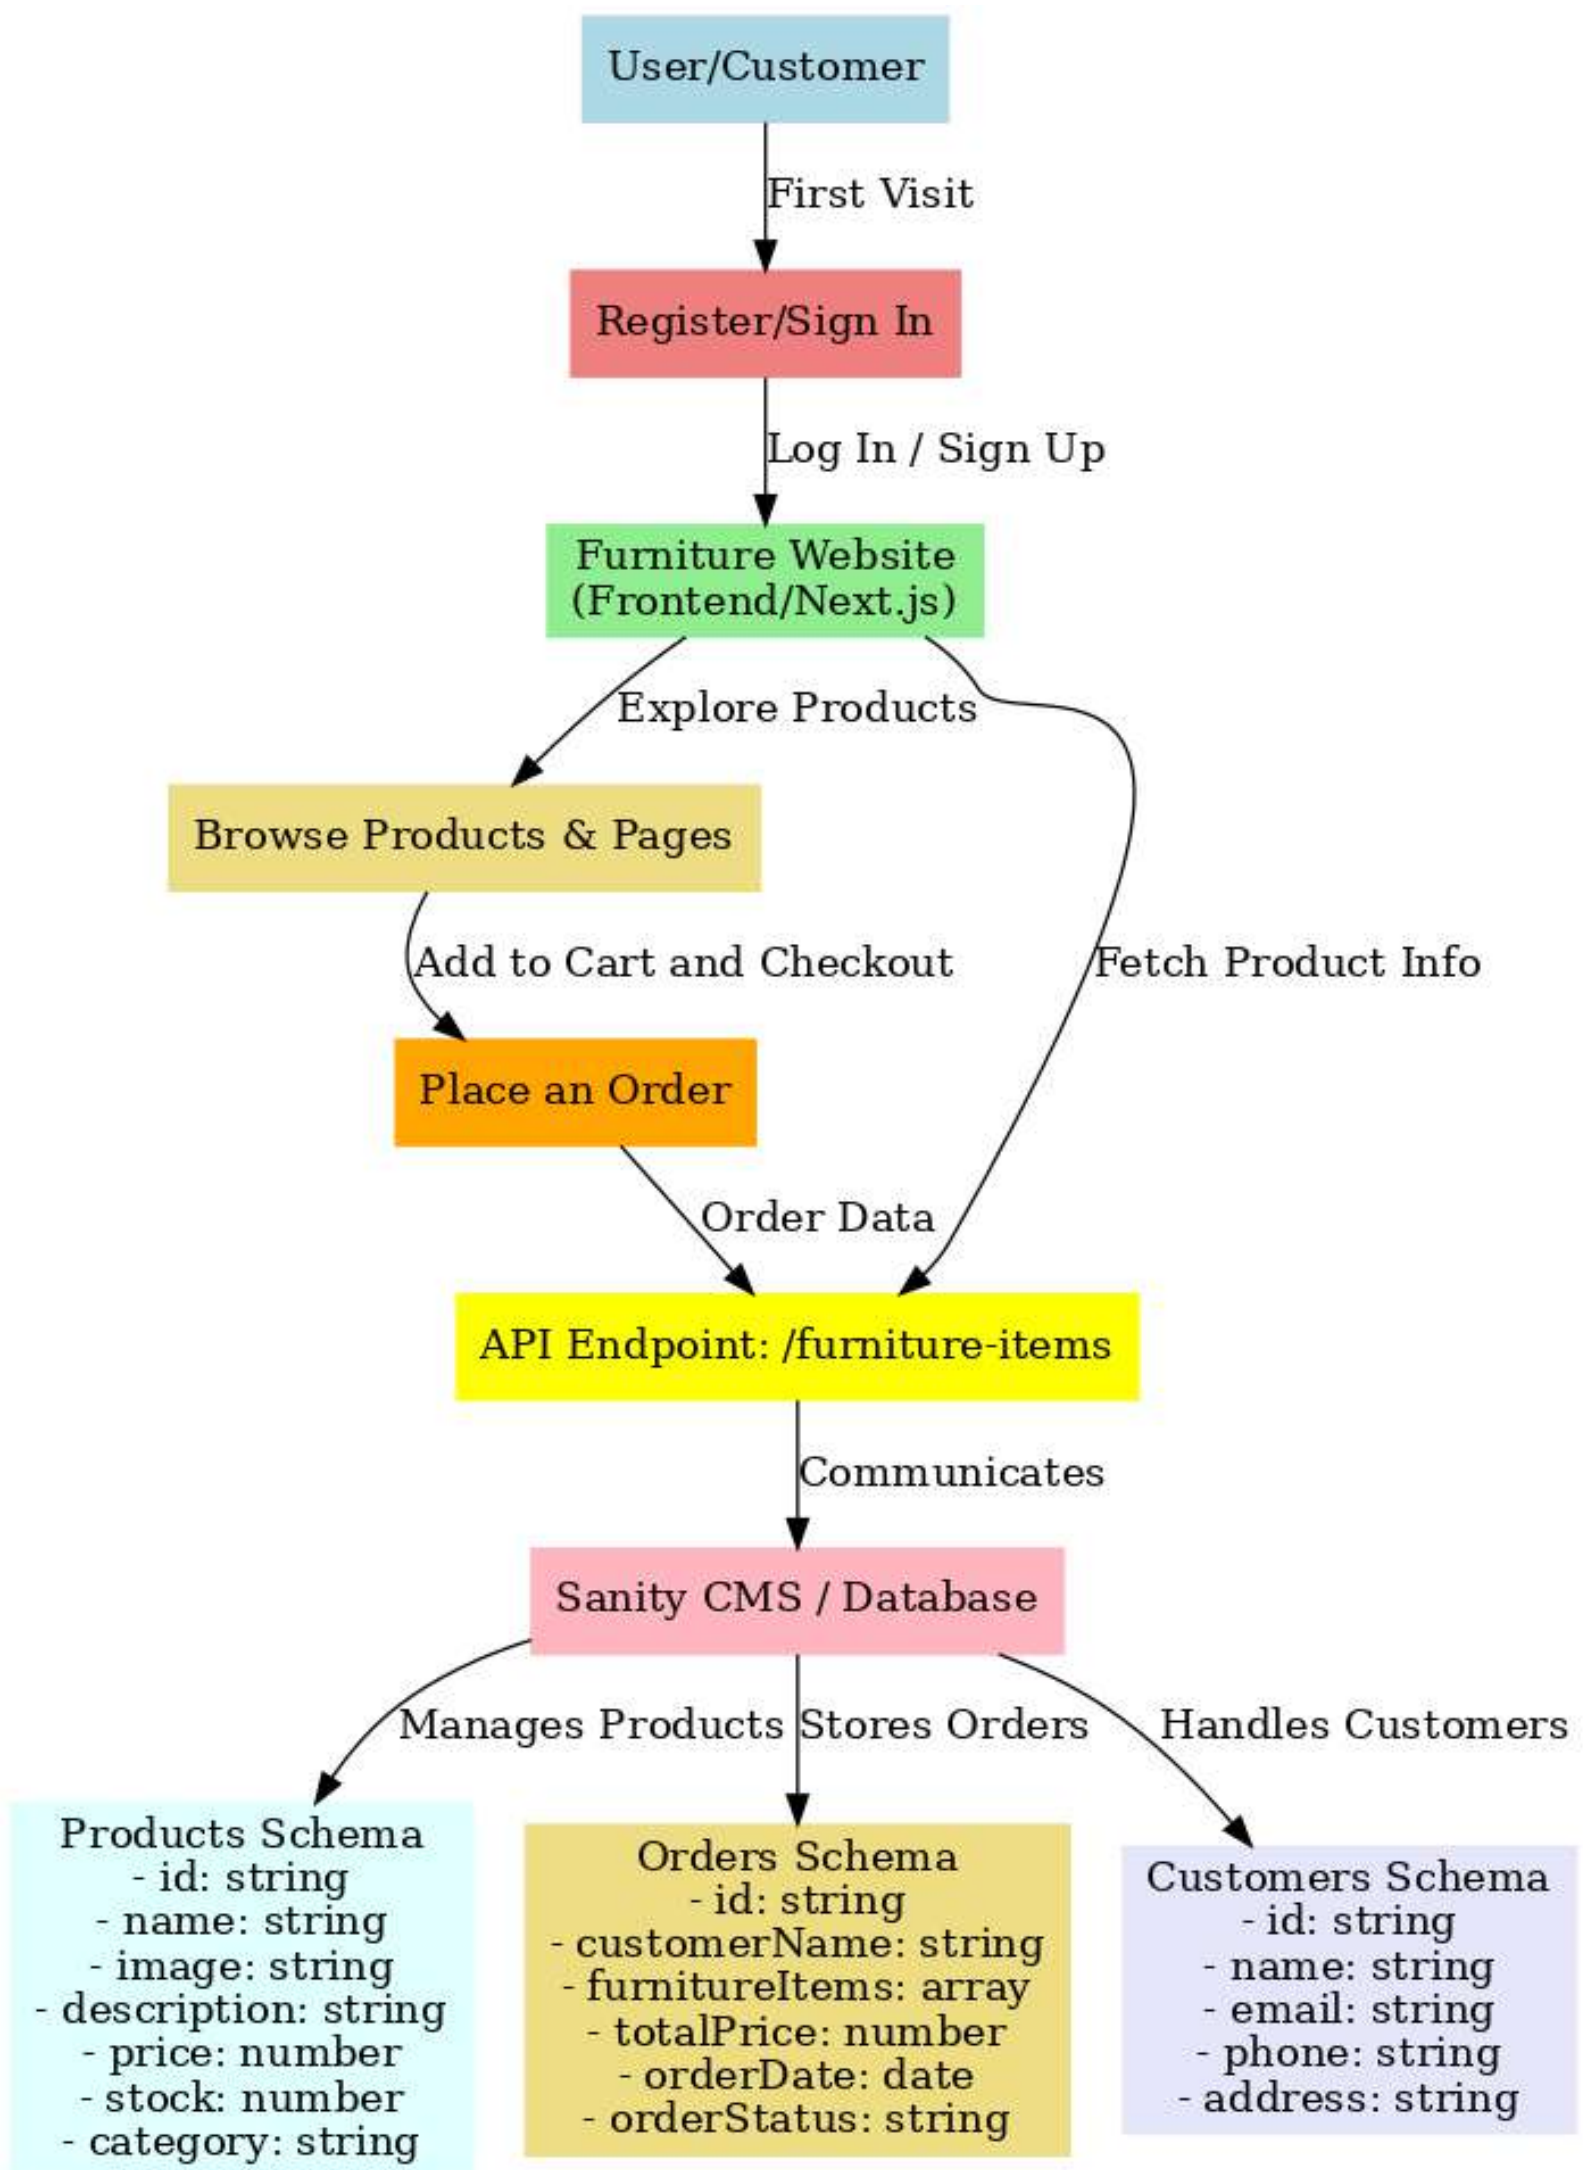 User/Customer
First Visit
Register/Sign In
Log In / Sign Up
Furniture Website
(Frontend/Next.js)
Explore Products
Browse Products & Pages
Add to Cart and Checkout
Fetch Product Info
Place an Order
Order Data
API Endpoint: /furniture-items
Communicates
Sanity CMS / Database
Manages Products
Stores Orders
Handles Customers
Products Schema
- id: string
- name: string
- image: string
- description: string
- price: number
- stock: number
- category: string
Orders Schema
- id: string
- customerName: string
- furnitureItems: array
- totalPrice: number
- orderDate: date
- orderStatus: string
Customers Schema
- id: string
- name: string
- email: string
- phone: string
- address: string